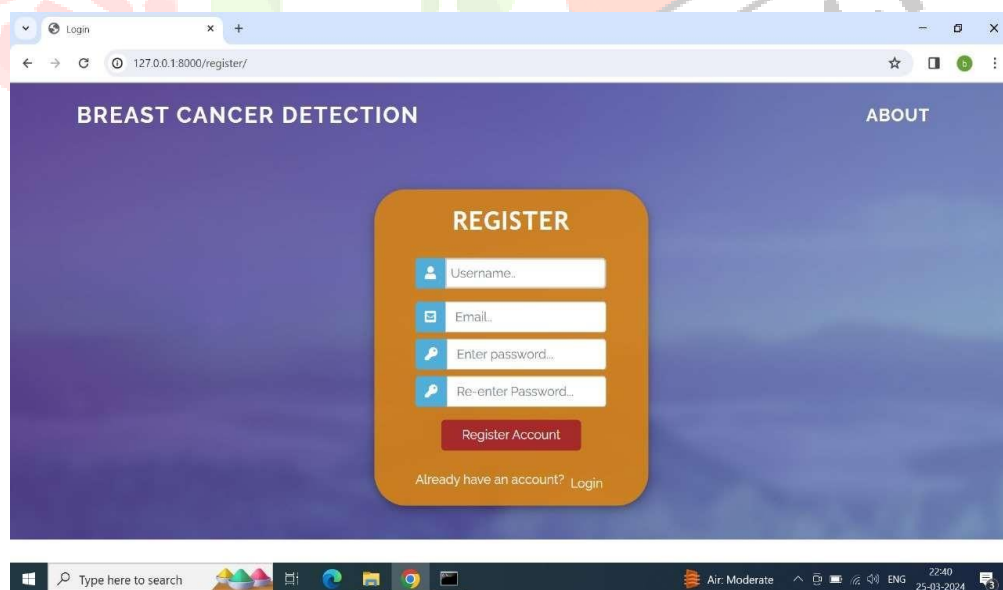 Login
127.0.0.1:8000/register/
b
BREAST CANCER DETECTION
ABOUT
REGISTER
Username..
Email..
Enter password...
Re-enter Password...
Register Account
Already have an account? Login
Type here to search
Air: Moderate
ENG
22:40
25-03-2024
3